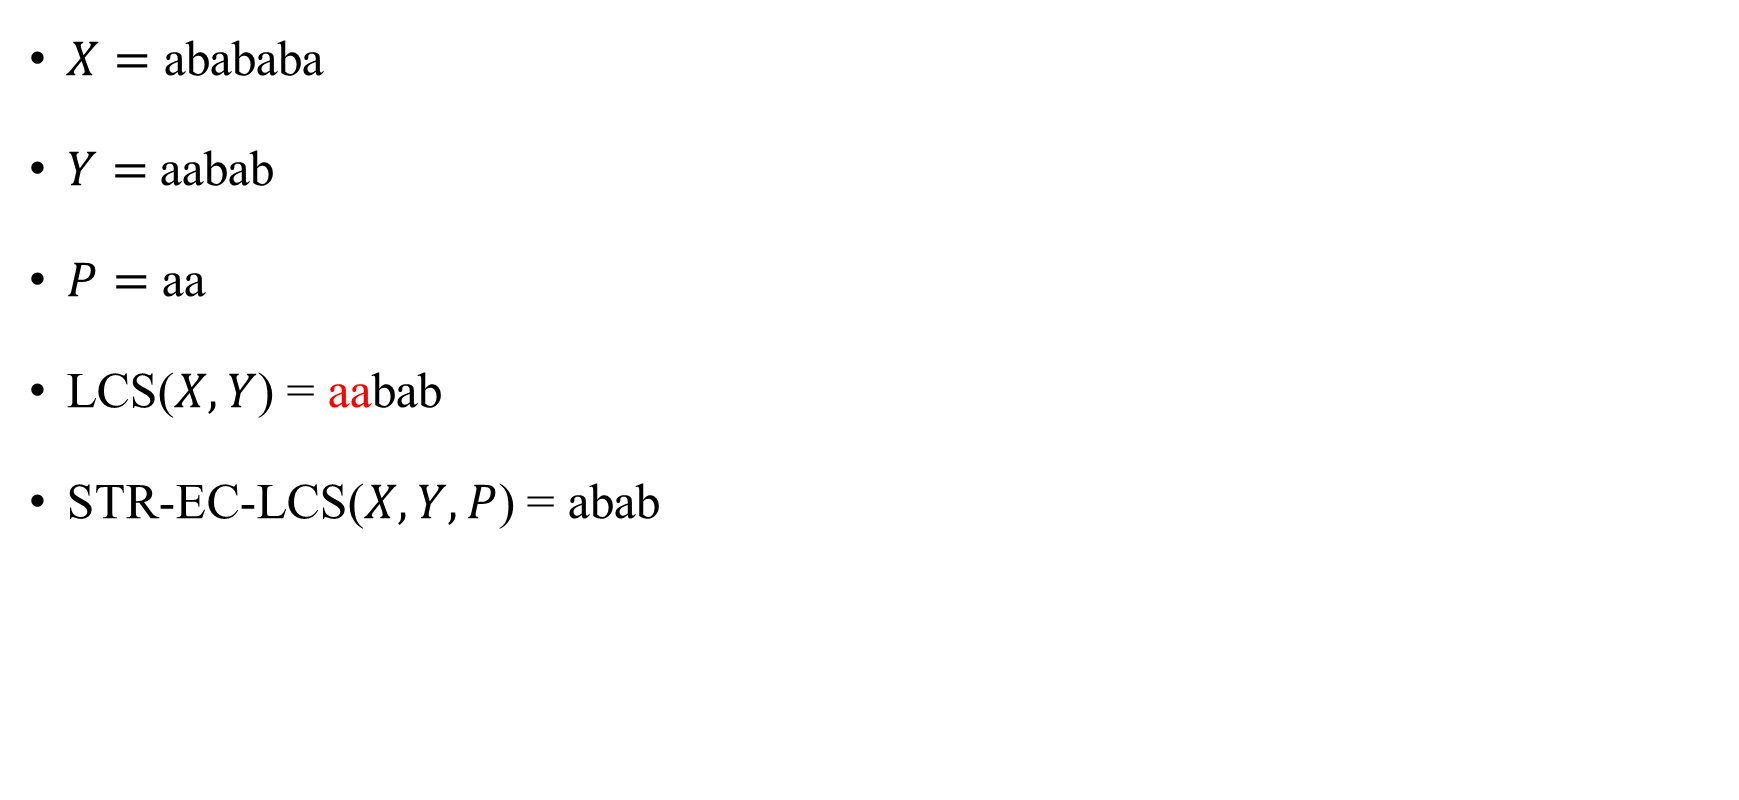 • X = abababa
• Y = aabab
• P = aa
• LCS(X, Y) = aabab
• STR-EC-LCS(X, Y, P) = abab